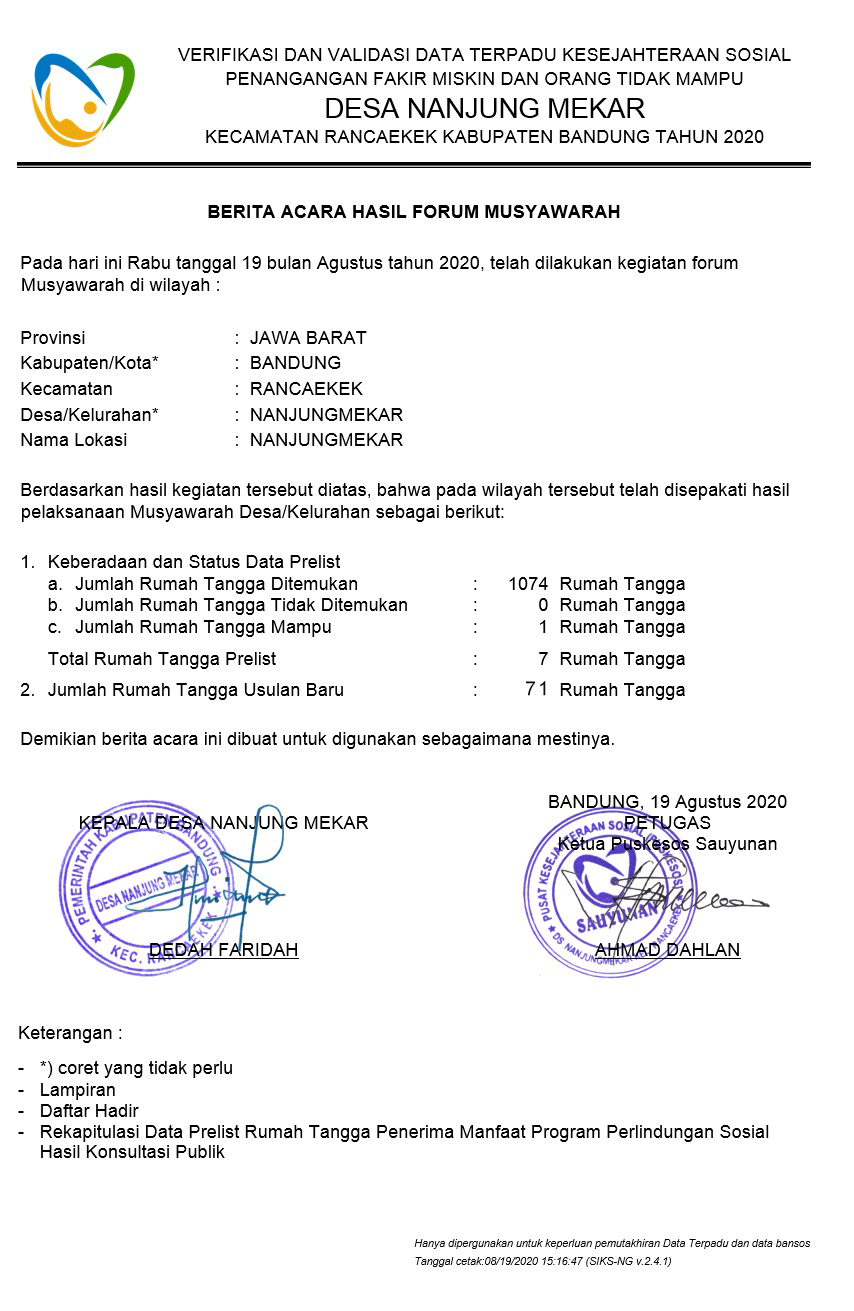 VERIFIKASI DAN VALIDASI DATA TERPADU KESEJAHTERAAN SOSIAL
PENANGANGAN FAKIR MISKIN DAN ORANG TIDAK MAMPU
DESA NANJUNG MEKAR
KECAMATAN RANCAEKEK KABUPATEN BANDUNG TAHUN 2020
BERITA ACARA HASIL FORUM MUSYAWARAH
Pada hari ini Rabu tanggal 19 bulan Agustus tahun 2020, telah dilakukan kegiatan forum
Musyawarah di wilayah :
Provinsi : JAWA BARAT
Kabupaten/Kota* : BANDUNG
Kecamatan : RANCAEKEK
Desa/Kelurahan* : NANJUNGMEKAR
Nama Lokasi : NANJUNGMEKAR
Berdasarkan hasil kegiatan tersebut diatas, bahwa pada wilayah tersebut telah disepakati hasil
pelaksanaan Musyawarah Desa/Kelurahan sebagai berikut:
1. Keberadaan dan Status Data Prelist
a. Jumlah Rumah Tangga Ditemukan : 1074 Rumah Tangga
b. Jumlah Rumah Tangga Tidak Ditemukan : 0 Rumah Tangga
c. Jumlah Rumah Tangga Mampu : 1 Rumah Tangga
Total Rumah Tangga Prelist : 7 Rumah Tangga
2. Jumlah Rumah Tangga Usulan Baru : 71 Rumah Tangga
Demikian berita acara ini dibuat untuk digunakan sebagaimana mestinya.
BANDUNG, 19 Agustus 2020
KEPALA DESA NANJUNG MEKAR
PETUGAS
Ketua Puskesos Sauyunan
PEMERINTAH KABUPATEN BANDUNG
DESA NANJUNG MEKAR
KEC. RANCAEKEK
PUSAT KESEJAHTERAAN SOSIAL (PUSKESOS)
SAUYUNAN
DS. NANJUNGMEKAR KEC. RANCAEKEK
DEDAH FARIDAH
AHMAD DAHLAN
Keterangan :
- *) coret yang tidak perlu
- Lampiran
- Daftar Hadir
- Rekapitulasi Data Prelist Rumah Tangga Penerima Manfaat Program Perlindungan Sosial
Hasil Konsultasi Publik
Hanya dipergunakan untuk keperluan pemutakhiran Data Terpadu dan data bansos
Tanggal cetak:08/19/2020 15:16:47 (SIKS-NG v.2.4.1)